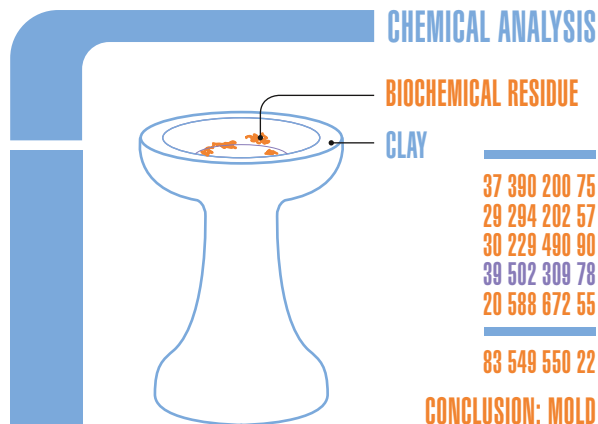 CHEMICAL ANALYSIS
BIOCHEMICAL RESIDUE
CLAY
37 390 200 75
29 294 202 57
30 229 490 90
39 502 309 78
20 588 672 55
83 549 550 22
CONCLUSION: MOLD